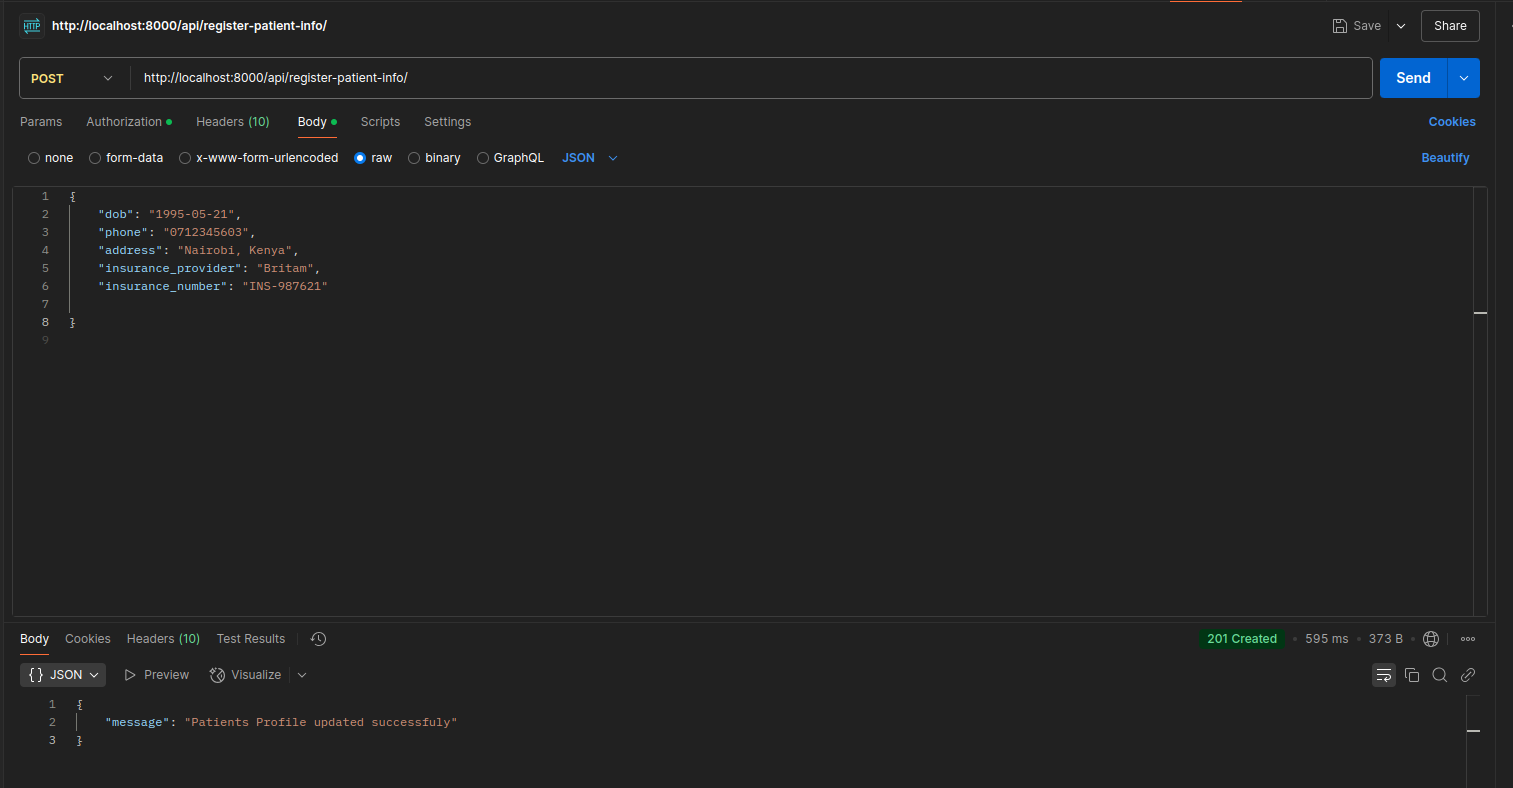 HTTP http://localhost:8000/api/register-patient-info/ Save Share
POST http://localhost:8000/api/register-patient-info/ Send
Params Authorization Headers (10) Body Scripts Settings Cookies
none form-data x-www-form-urlencoded raw binary GraphQL JSON Beautify
1 {
2 "dob": "1995-05-21",
3 "phone": "0712345603",
4 "address": "Nairobi, Kenya",
5 "insurance_provider": "Britam",
6 "insurance_number": "INS-987621"
7
8 }
9
Body Cookies Headers (10) Test Results 201 Created • 595 ms • 373 B •
{} JSON Preview Visualize
1 {
2 "message": "Patients Profile updated successfuly"
3 }